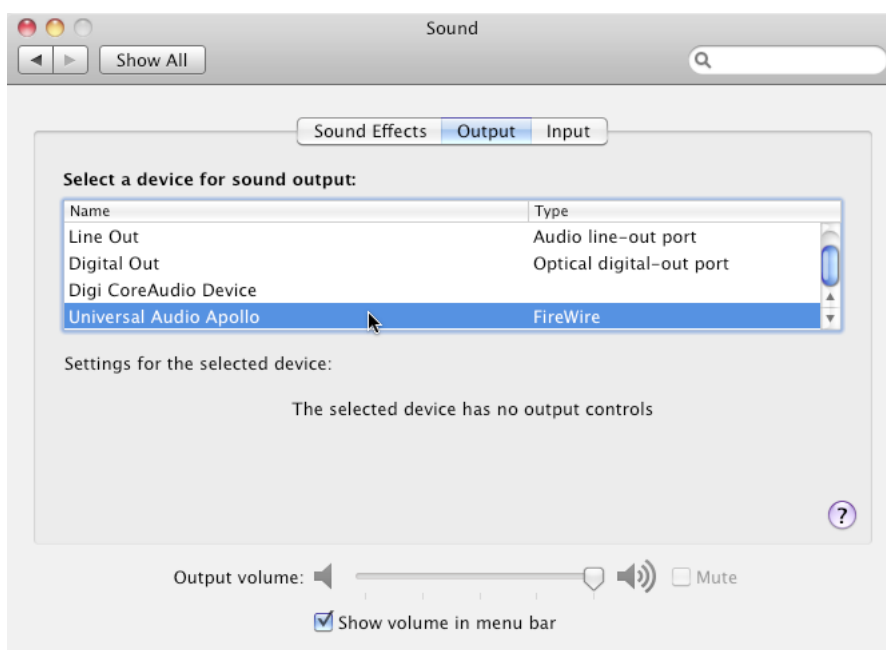 Sound
Show All
Sound Effects Output Input
Select a device for sound output:
Name Type
Line Out Audio line-out port
Digital Out Optical digital-out port
Digi CoreAudio Device
Universal Audio Apollo FireWire
Settings for the selected device:
The selected device has no output controls
?
Output volume: Mute
Show volume in menu bar